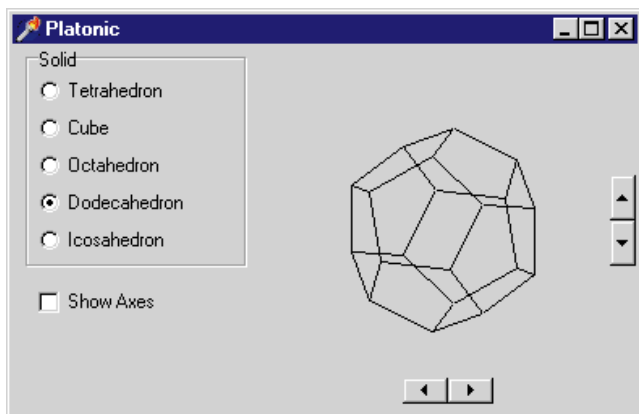 Platonic
Solid
Tetrahedron
Cube
Octahedron
Dodecahedron
Icosahedron
Show Axes